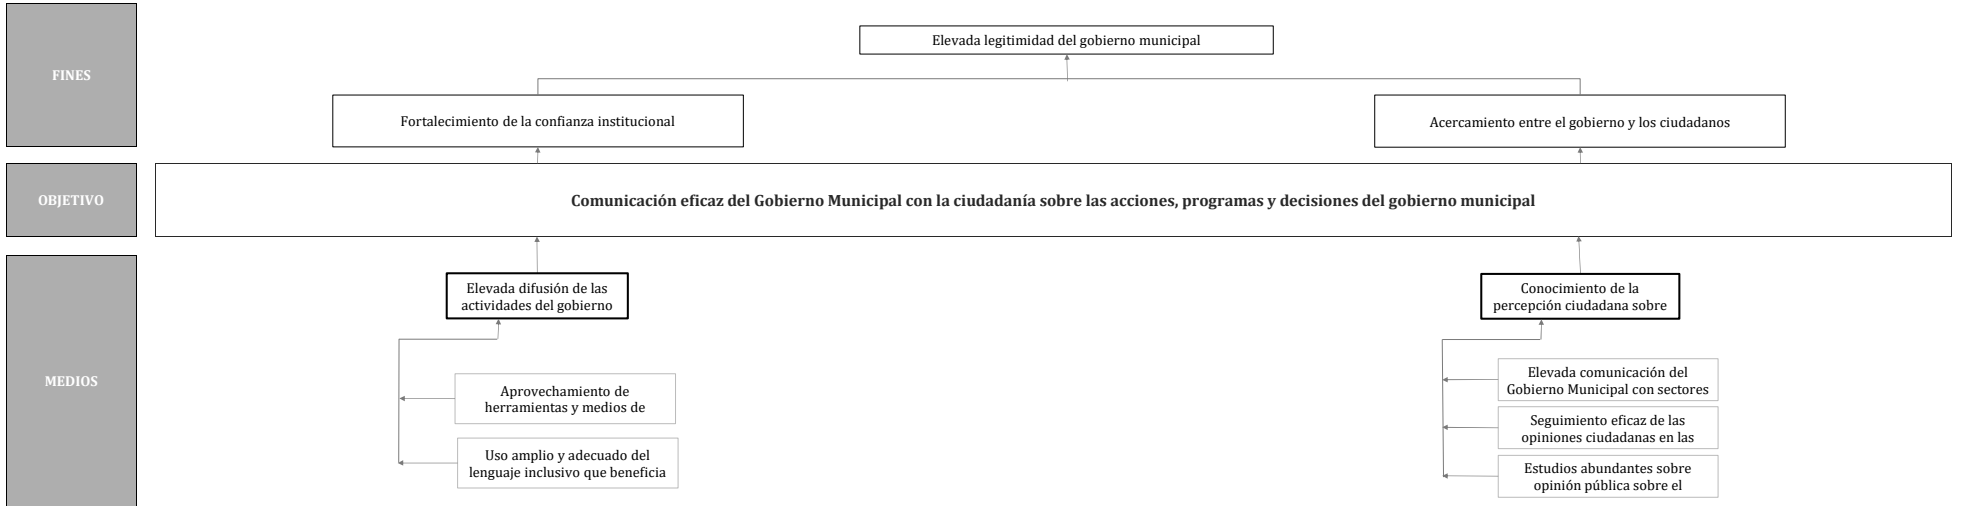 FINES
Elevada legitimidad del gobierno municipal
Fortalecimiento de la confianza institucional
Acercamiento entre el gobierno y los ciudadanos
OBJETIVO
Comunicación eficaz del Gobierno Municipal con la ciudadanía sobre las acciones, programas y decisiones del gobierno municipal
MEDIOS
Elevada difusión de las
actividades del gobierno
Aprovechamiento de
herramientas y medios de
Uso amplio y adecuado del
lenguaje inclusivo que beneficia
Conocimiento de la
percepción ciudadana sobre
Elevada comunicación del
Gobierno Municipal con sectores
Seguimiento eficaz de las
opiniones ciudadanas en las
Estudios abundantes sobre
opinión pública sobre el